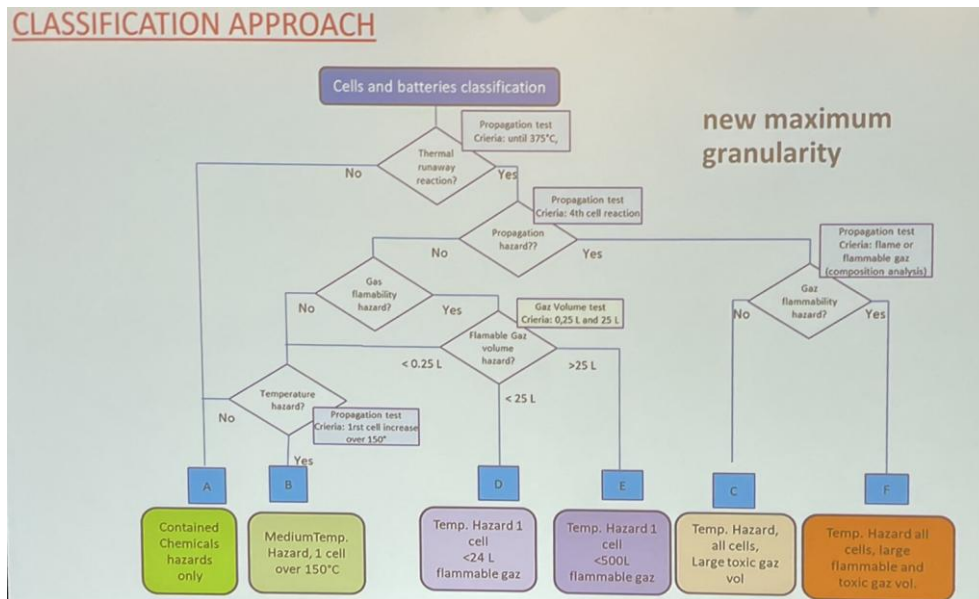 CLASSIFICATION APPROACH
Cells and batteries classification
new maximum
granularity
Propagation test
Crieria: until 375°C,
Thermal
runaway
reaction?
No
Yes
Propagation test
Crieria: 4th cell reaction
Propagation
hazard??
No
Yes
Propagation test
Crieria: flame or
flammable gaz
(composition analysis)
Gas
flamability
hazard?
No
Yes
Gaz Volume test
Crieria: 0,25 L and 25 L
Flamable Gaz
volume
hazard?
< 0.25 L
>25 L
< 25 L
Gaz
flammability
hazard?
No
Yes
Temperature
hazard?
No
Propagation test
Crieria: 1rst cell increase
over 150°
Yes
A
B
D
E
C
F
Contained
Chemicals
hazards
only
MediumTemp.
Hazard, 1 cell
over 150°C
Temp. Hazard 1
cell
<24 L
flammable gaz
Temp. Hazard 1
cell
<500L
flammable gaz
Temp. Hazard,
all cells,
Large toxic gaz
vol
Temp. Hazard all
cells, large
flammable and
toxic gaz vol.